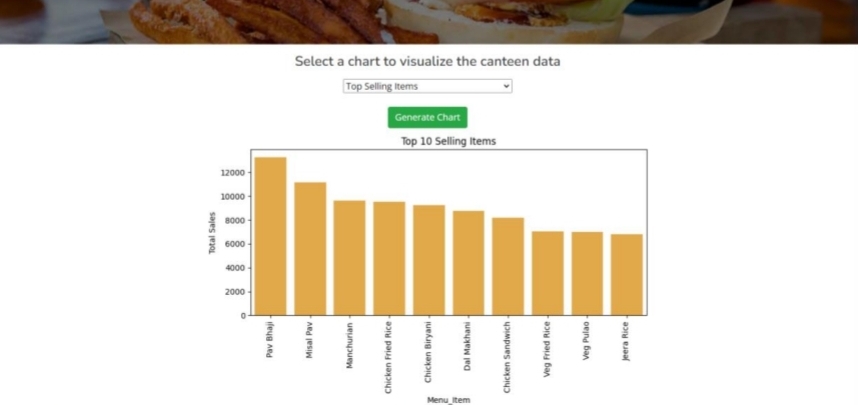 Select a chart to visualize the canteen data
Top Selling Items
Generate Chart
Top 10 Selling Items
12000
10000
8000
6000
4000
2000
0
Total Sales
Pav Bhaji
Misal Pav
Manchurian
Chicken Fried Rice
Chicken Biryani
Dal Makhani
Chicken Sandwich
Veg Fried Rice
Veg Pulao
Jeera Rice
Menu_Item